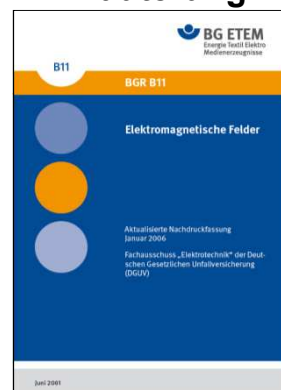 BG ETEM
Energie Textil Elektro
Medienerzeugnisse
B11
BGR B11
Elektromagnetische Felder
Aktualisierte Nachdruckfassung
Januar 2006
Fachausschuss „Elektrotechnik“ der Deut-
schen Gesetzlichen Unfallversicherung
(DGUV)
Juni 2001